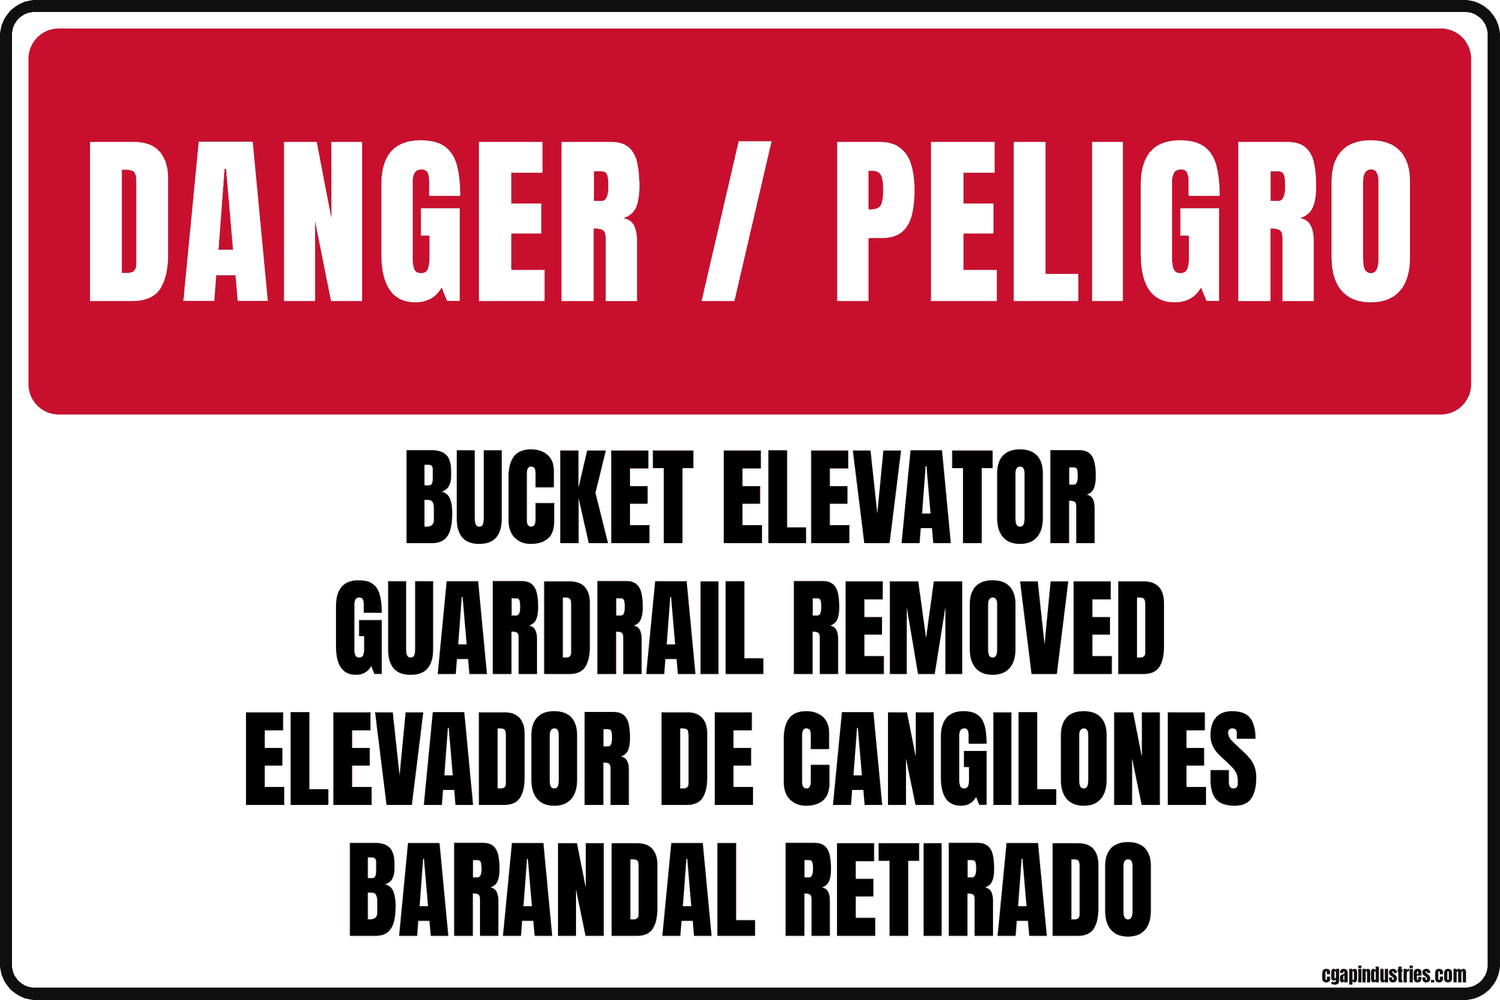 DANGER / PELIGRO
BUCKET ELEVATOR
GUARDRAIL REMOVED
ELEVADOR DE CANGILONES
BARANDAL RETIRADO
cgapindustries.com